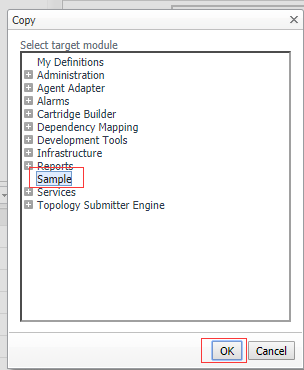 Copy
Select target module
My Definitions
Administration
Agent Adapter
Alarms
Cartridge Builder
Dependency Mapping
Development Tools
Infrastructure
Reports
Sample
Services
Topology Submitter Engine
OK Cancel